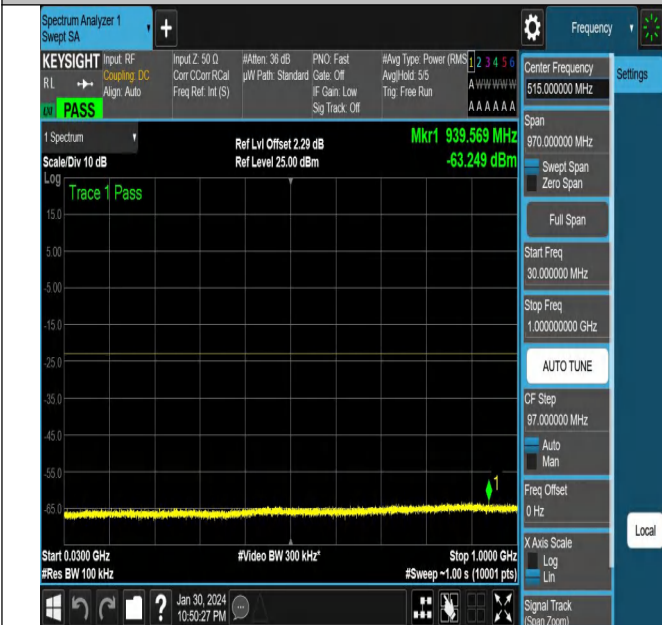 Spectrum Analyzer 1
Swept SA
+
Frequency
KEYSIGHT
RL
PASS
Input: RF
Coupling: DC
Align: Auto
Input Z: 50 Ω
Corr CCorr RCal
Freq Ref: Int (S)
#Atten: 36 dB
µW Path: Standard
PNO: Fast
Gate: Off
IF Gain: Low
Sig Track: Off
#Avg Type: Power (RMS
Avg|Hold: 5/5
Trig: Free Run
1 2 3 4 5 6
A W W W W W
A A A A A A
Center Frequency
515.000000 MHz
Settings
Span
970.000000 MHz
Swept Span
Zero Span
Full Span
Start Freq
30.000000 MHz
Stop Freq
1.000000000 GHz
AUTO TUNE
CF Step
97.000000 MHz
Auto
Man
Freq Offset
0 Hz
X Axis Scale
Log
Lin
Signal Track
(Span Zoom)
Local
1 Spectrum
Scale/Div 10 dB
Log
Ref Lvl Offset 2.29 dB
Ref Level 25.00 dBm
Mkr1 939.569 MHz
-63.249 dBm
Trace 1 Pass
15.0
5.00
-5.00
-15.0
-25.0
-35.0
-45.0
-55.0
-65.0
1
Start 0.0300 GHz
#Res BW 100 kHz
#Video BW 300 kHz*
Stop 1.0000 GHz
#Sweep ~1.00 s (10001 pts)
?
Jan 30, 2024
10:50:27 PM